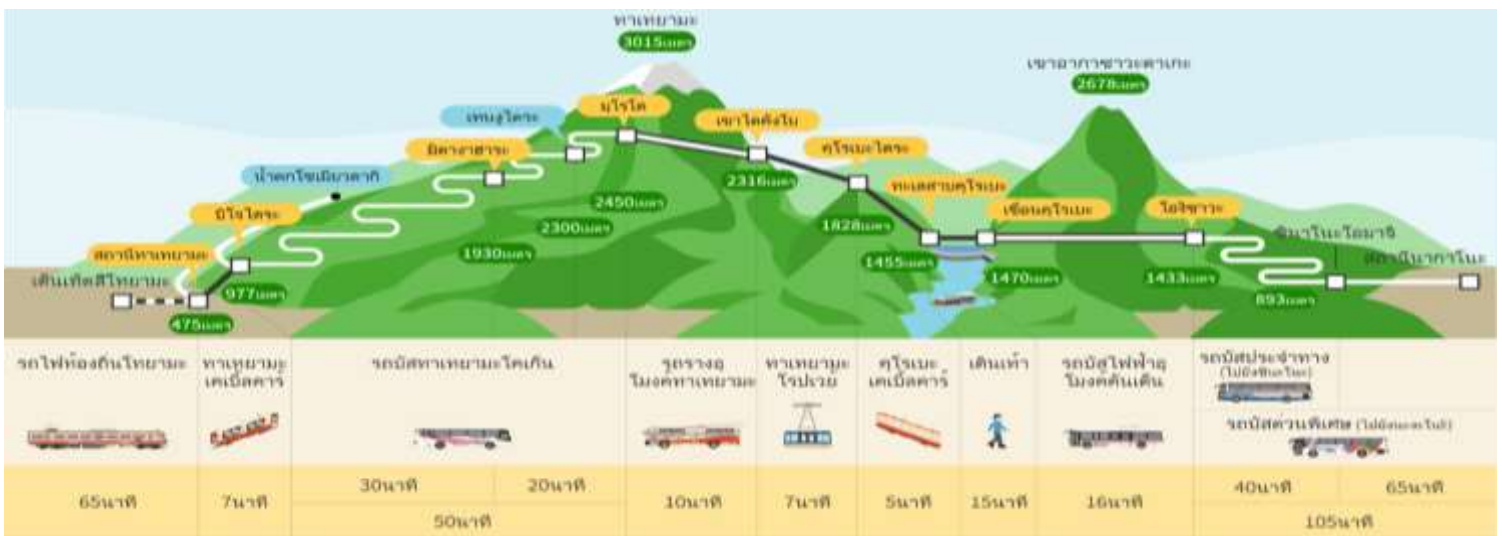 ทาเทยามะ
3015เมตร
เขาอากาซาวะดาเกะ
2678เมตร
เทนงูไดระ
มุโรโด
เขาไดคังโบ
มิดางาฮาระ
คุโรเบะไดระ
น้ำตกโชเมียวดากิ
2316เมตร
ทะเลสาบคุโรเบะ
2450เมตร
บิโจไดระ
เขื่อนคุโรเบะ
โอกิซาวะ
2300เมตร
1828เมตร
ชินาโนะโอมาจิ
สถานีทาเทยามะ
1930เมตร
1455เมตร
สถานีนากาโนะ
เด็นเท็ตสึโทยามะ
977เมตร
1470เมตร
1433เมตร
893เมตร
475เมตร
รถไฟท้องถิ่นโทยามะ
ทาเทยามะ
เคเบิ้ลคาร์
รถบัสทาเทยามะโคเก็น
รถรางอุ
โมงค์ทาเทยามะ
ทาเทยามะ
โรปเวย
คุโรเบะ
เคเบิ้ลคาร์
เดินเท้า
รถบัสไฟฟ้าอุ
โมงค์คันเด็น
รถบัสประจำทาง
รถบัสด่วนพิเศษ
65นาที
7นาที
30นาที
20นาที
50นาที
10นาที
7นาที
5นาที
15นาที
16นาที
40นาที
65นาที
105นาที